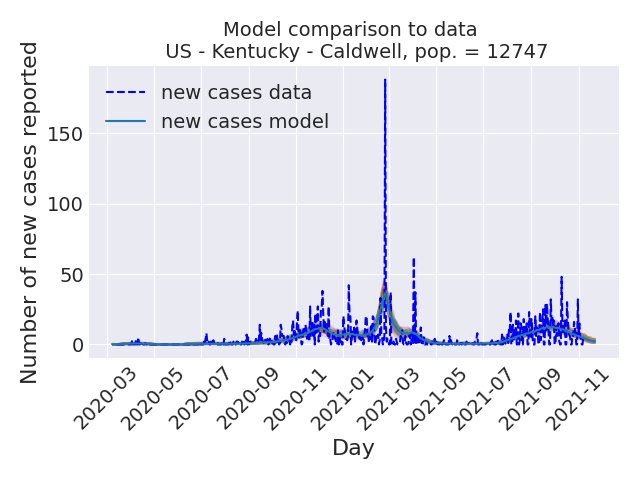 Model comparison to data
US - Kentucky - Caldwell, pop. = 12747
new cases data
new cases model
Number of new cases reported
150
100
50
0
2020-03
2020-05
2020-07
2020-09
2020-11
2021-01
2021-03
2021-05
2021-07
2021-09
2021-11
Day